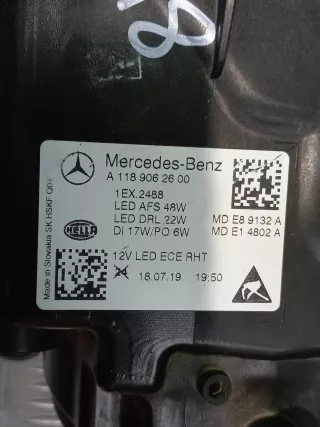 Mercedes-Benz
A 118 906 26 00
1EX.2488
LED AFS 48W
LED DRL 22W MD E8 9132 A
HELLA DI 17W/PO 6W MD E1 4802 A
12V LED ECE RHT
18.07.19 19:50
Made in Slovakia SK HSKF